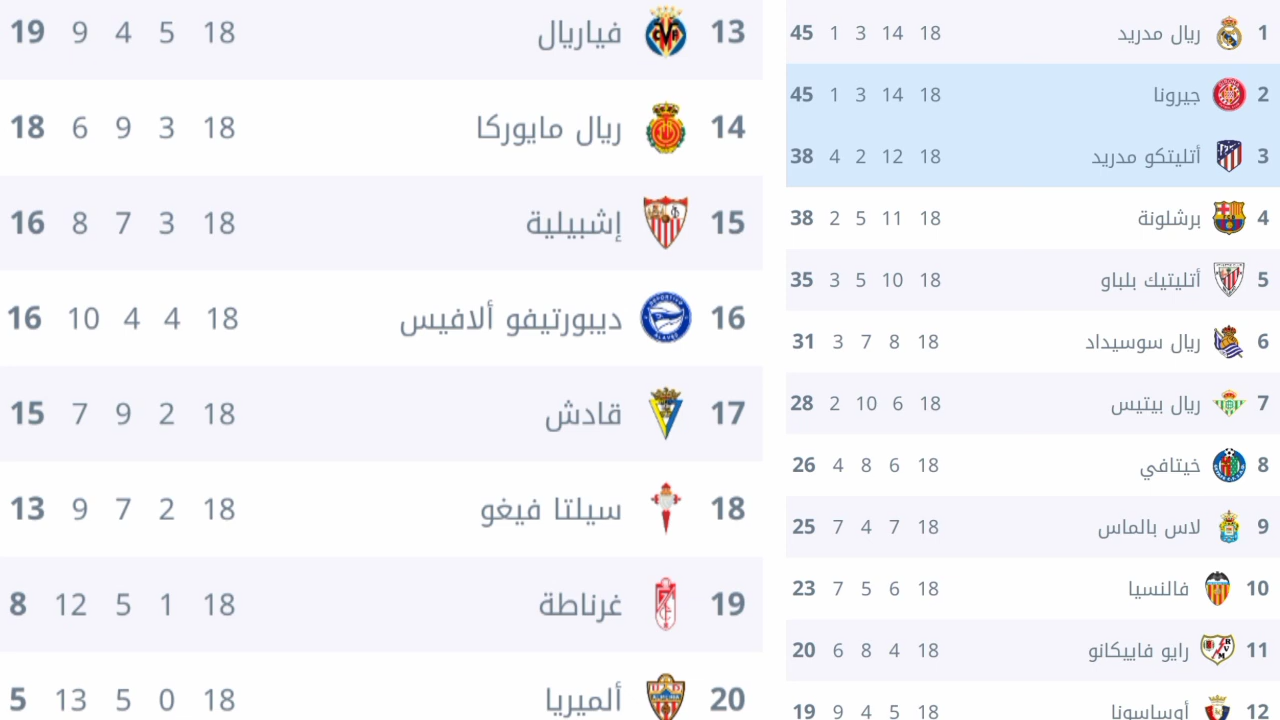 1 ريال مدريد 18 14 3 1 45
2 جيرونا 18 14 3 1 45
3 أتليتكو مدريد 18 12 2 4 38
4 برشلونة 18 11 5 2 38
5 أتليتيك بلباو 18 10 5 3 35
6 ريال سوسيداد 18 8 7 3 31
7 ريال بيتيس 18 6 10 2 28
8 خيتافي 18 6 8 4 26
9 لاس بالماس 18 7 4 7 25
10 فالنسيا 18 6 5 7 23
11 رايو فاييكانو 18 4 8 6 20
12 أوساسونا 18 5 4 9 19
13 فياريال 18 5 4 9 19
14 ريال مايوركا 18 3 9 6 18
15 إشبيلية 18 3 7 8 16
16 ديبورتيفو ألافيس 18 4 4 10 16
17 قادش 18 2 9 7 15
18 سيلتا فيغو 18 2 7 9 13
19 غرناطة 18 1 5 12 8
20 ألميريا 18 0 5 13 5